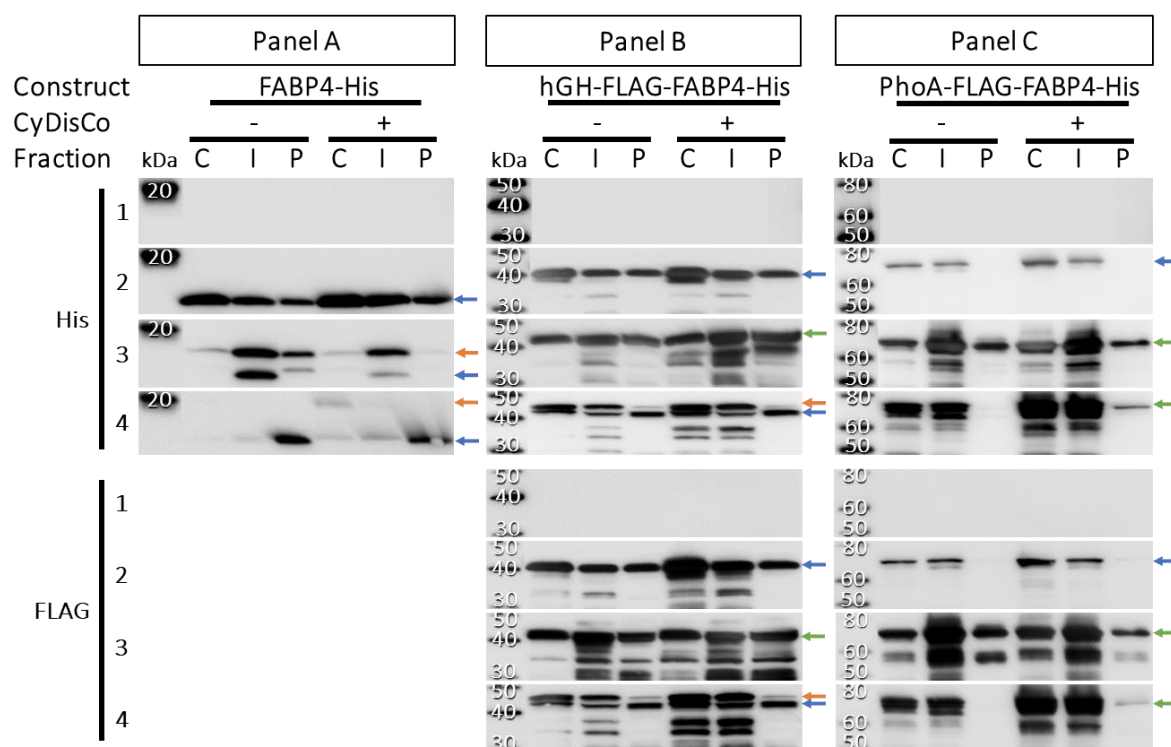 Panel A Panel B Panel C
Construct FABP4-His hGH-FLAG-FABP4-His PhoA-FLAG-FABP4-His
CyDisCo - + - + - +
Fraction kDa C I P C I P kDa C I P C I P kDa C I P C I P
His
1 20 50 40 30 80 60 50
2 20 50 40 30 80 60 50
3 20 50 40 30 80 60 50
4 20 50 40 30 80 60 50
FLAG
1 50 40 30 80 60 50
2 50 40 30 80 60 50
3 50 40 30 80 60 50
4 50 40 30 80 60 50